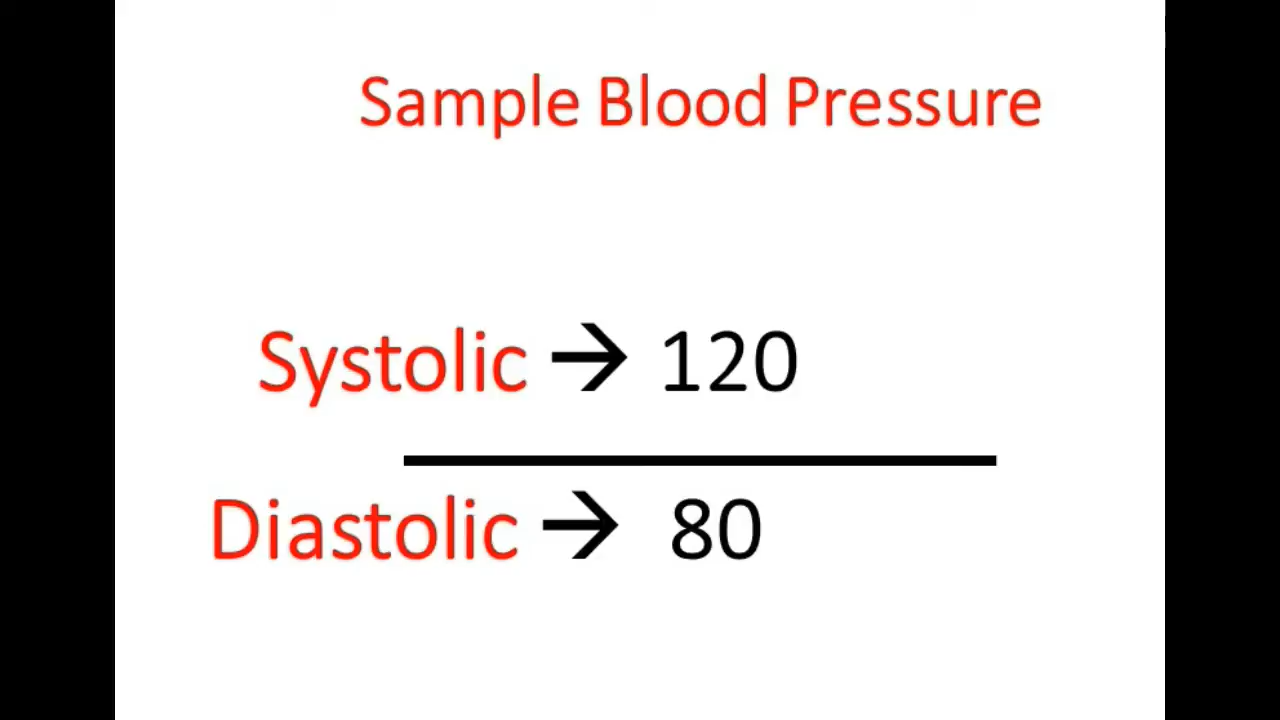 Sample Blood Pressure
Systolic → 120
Diastolic → 80